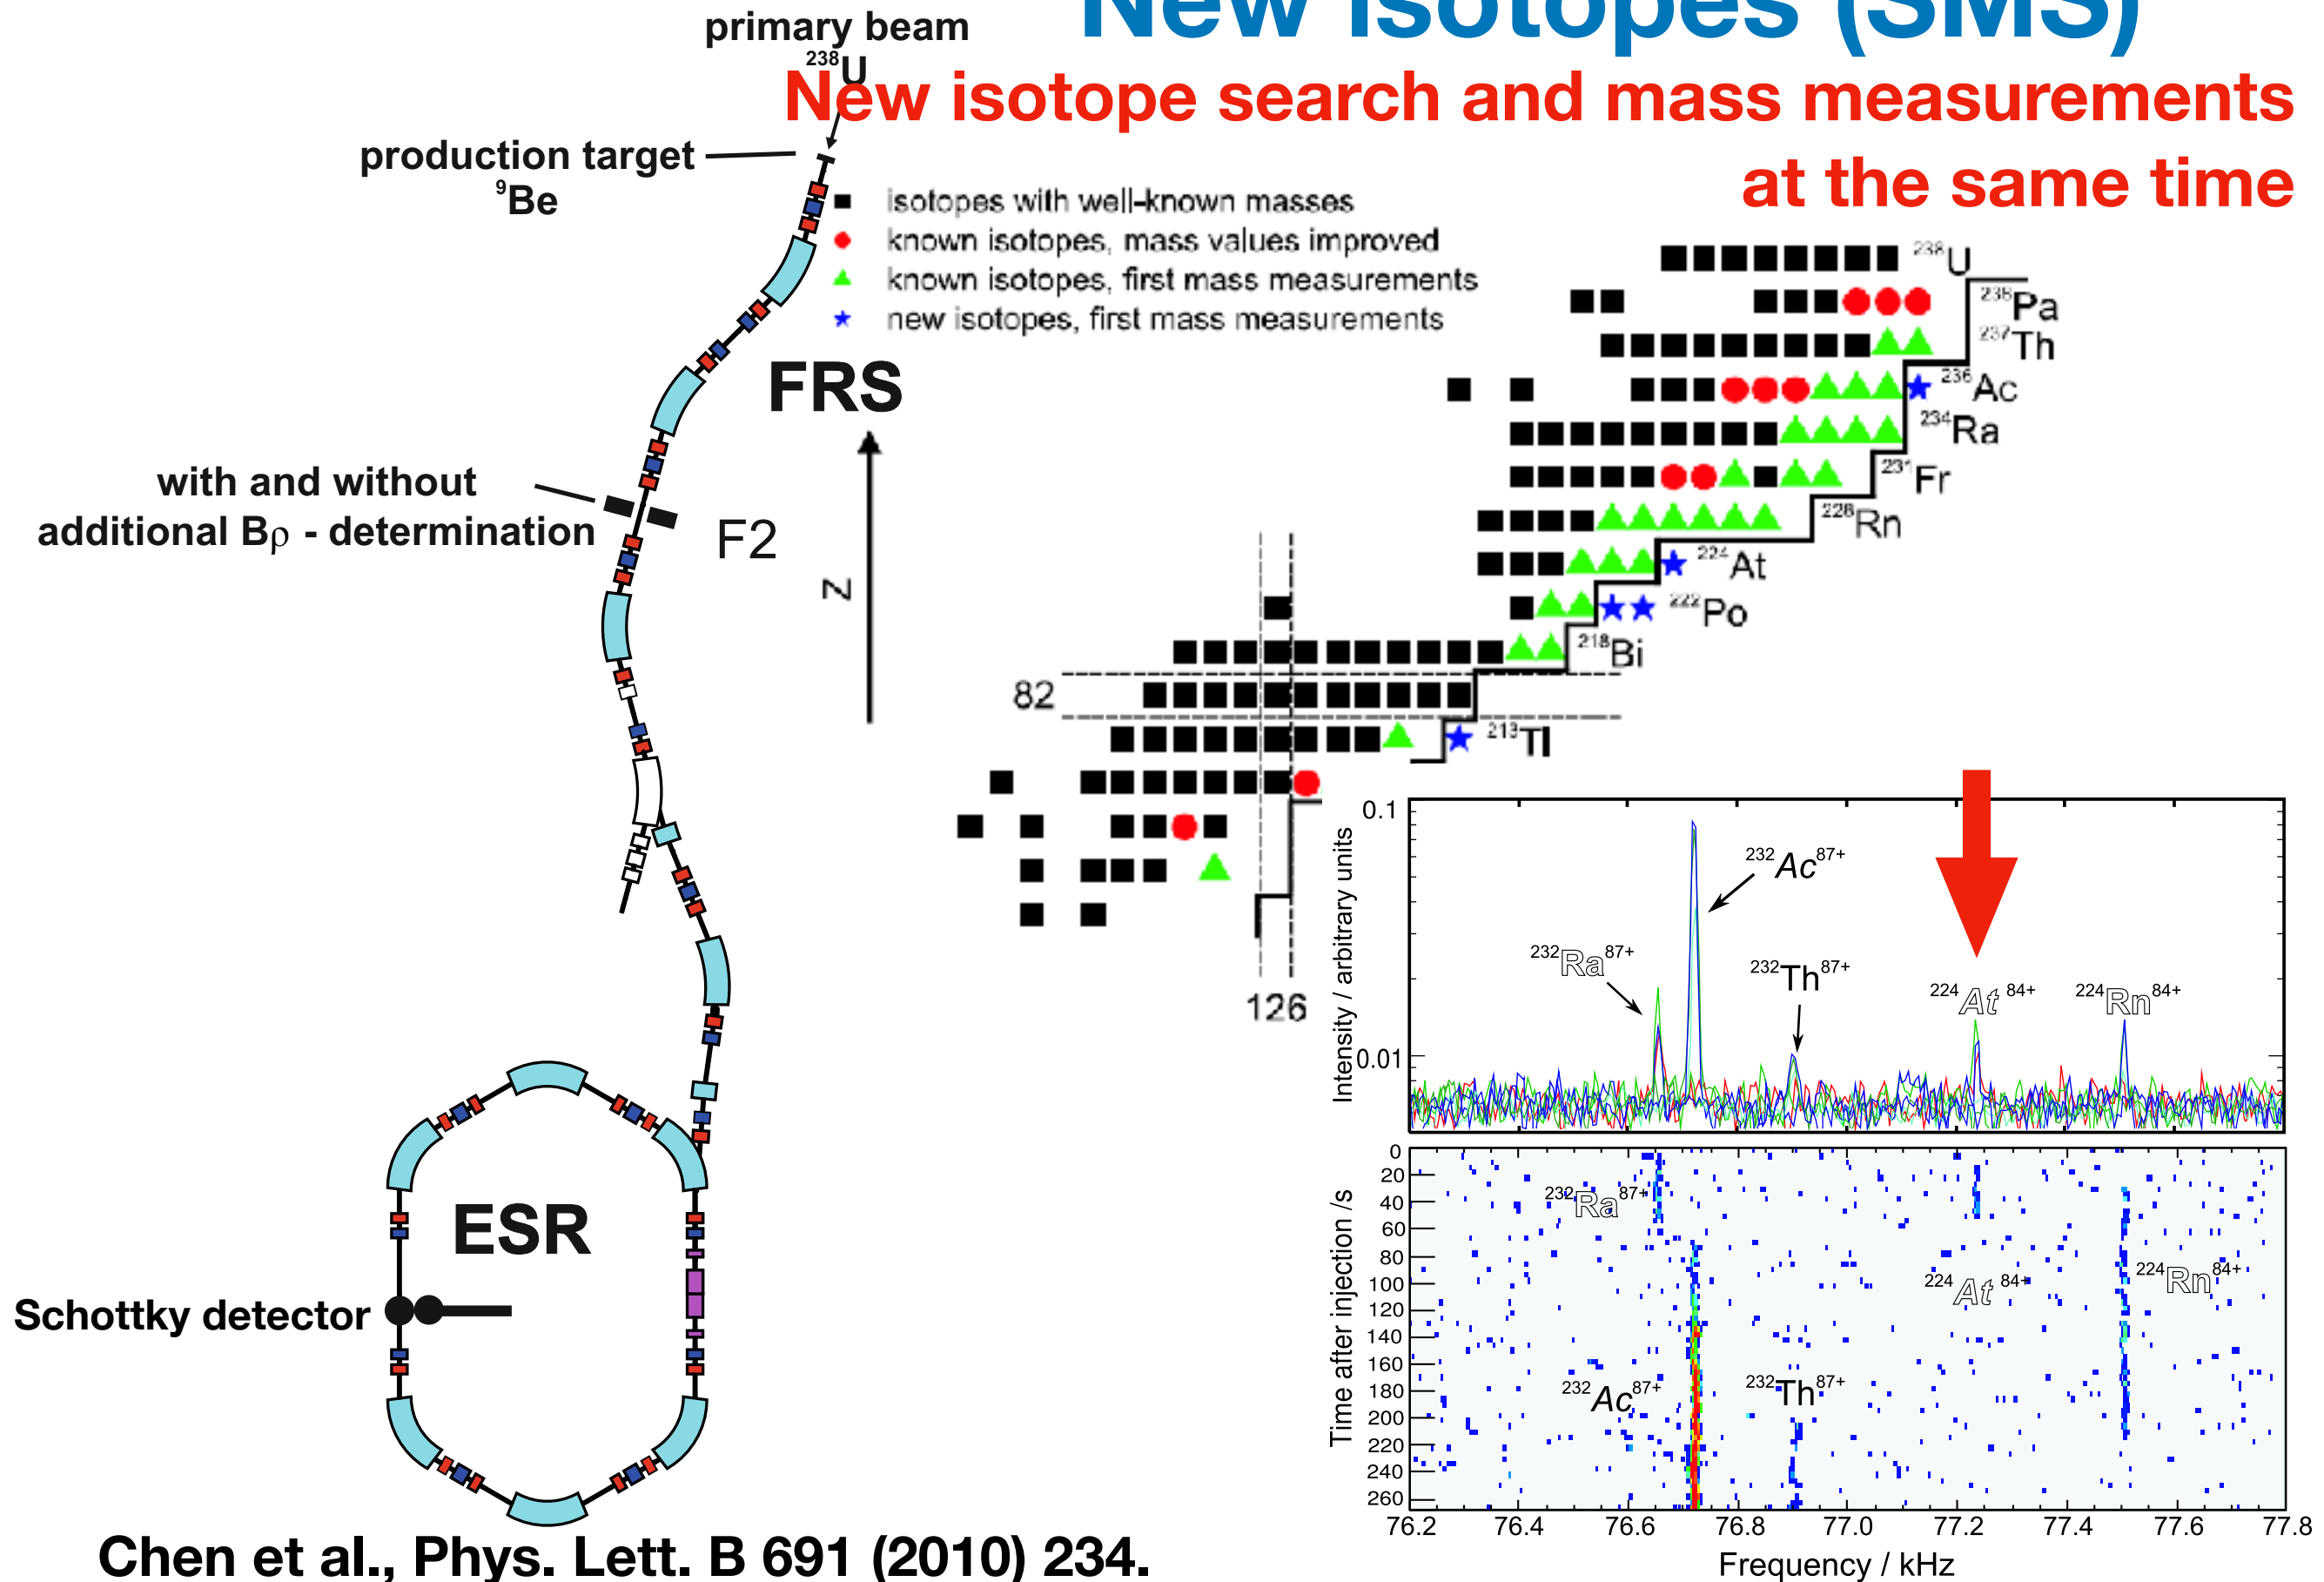 New Isotopes (SMS)
New isotope search and mass measurements
at the same time
primary beam
²³⁸U
production target
⁹Be
isotopes with well-known masses
known isotopes, mass values improved
known isotopes, first mass measurements
new isotopes, first mass measurements
FRS
with and without
additional Bρ - determination
F2
Z
82
126
²³⁸U
²³⁸Pa
²³⁷Th
²³⁶Ac
²³⁴Ra
²³¹Fr
²²⁸Rn
²²⁴At
²²²Po
²¹⁸Bi
²¹³Tl
ESR
Schottky detector
Intensity / arbitrary units
0.1
0.01
²³²Ra⁸⁷⁺
²³²Ac⁸⁷⁺
²³²Th⁸⁷⁺
²²⁴At ⁸⁴⁺
²²⁴Rn⁸⁴⁺
Time after injection /s
0
20
40
60
80
100
120
140
160
180
200
220
240
260
²³²Ra⁸⁷⁺
²²⁴At ⁸⁴⁺
²²⁴Rn⁸⁴⁺
²³²Ac⁸⁷⁺
²³²Th⁸⁷⁺
76.2 76.4 76.6 76.8 77.0 77.2 77.4 77.6 77.8
Frequency / kHz
Chen et al., Phys. Lett. B 691 (2010) 234.